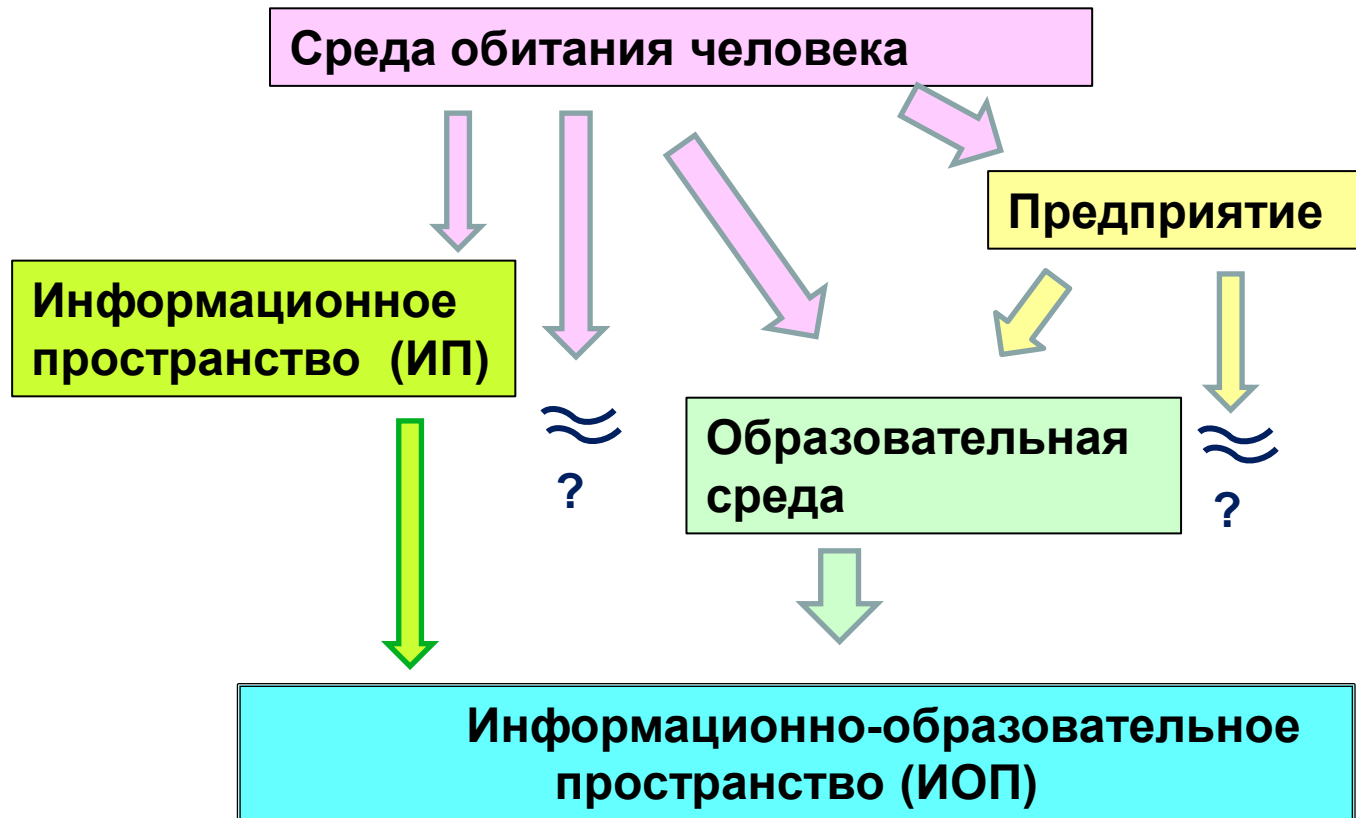 Среда обитания человека
Предприятие
Информационное
пространство (ИП)
Образовательная
среда
?
?
Информационно-образовательное
пространство (ИОП)